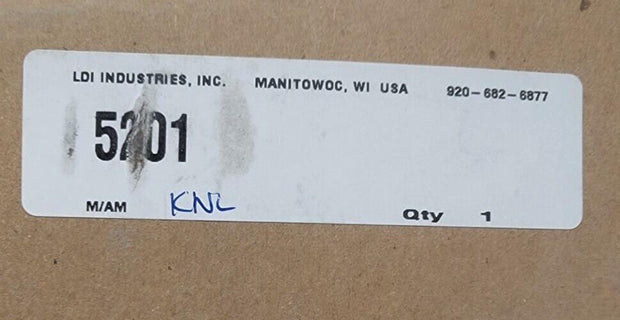 LDI INDUSTRIES, INC. MANITOWOC, WI USA 920-682-6877
5201
M/AM KNL Qty 1